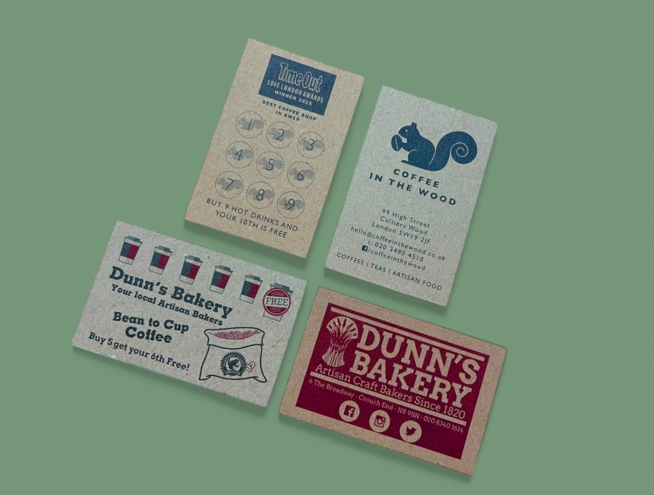 TimeOut
LOVE LONDON AWARDS
WINNER 2015
BEST COFFEE SHOP
IN SW19
1 2 3
4 5 6
7 8 9
BUY 9 HOT DRINKS AND
YOUR 10TH IS FREE
COFFEE
IN THE WOOD
99 High Street
Colliers Wood
London SW19 2JF
hello@coffeeinthewood.co.uk
t: 020 3490 4510
/coffeeinthewood
COFFEES | TEAS | ARTISAN FOOD
FREE
Dunn's Bakery
Your local Artisan Bakers
Bean to Cup
Coffee
Buy 5 get your 6th Free!
DUNN'S
BAKERY
Artisan Craft Bakers Since 1820
6 The Broadway · Crouch End · N8 9SN · 020 8340 1614